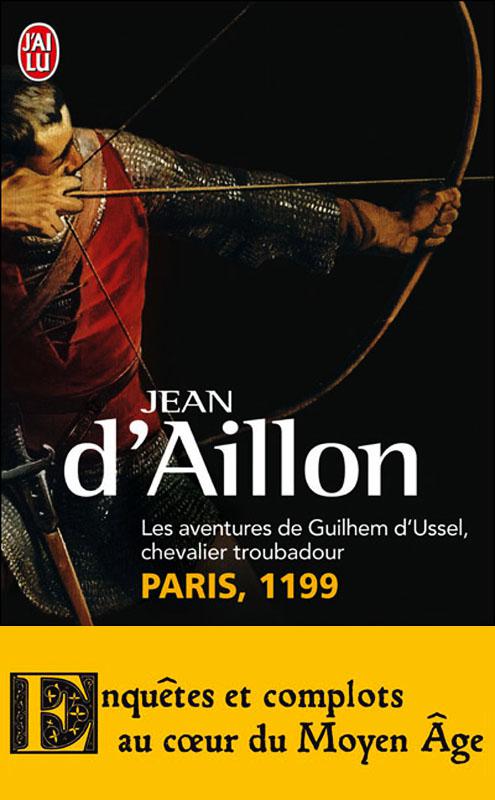 J'AI
LU
JEAN
d'Aillon
Les aventures de Guilhem d'Ussel,
chevalier troubadour
PARIS, 1199
Enquêtes et complots
au cœur du Moyen Âge